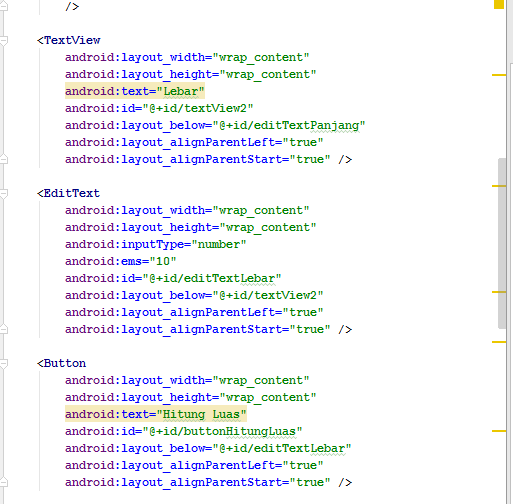 />
<TextView
android:layout_width="wrap_content"
android:layout_height="wrap_content"
android:text="Lebar"
android:id="@+id/textView2"
android:layout_below="@+id/editTextPanjang"
android:layout_alignParentLeft="true"
android:layout_alignParentStart="true" />
<EditText
android:layout_width="wrap_content"
android:layout_height="wrap_content"
android:inputType="number"
android:ems="10"
android:id="@+id/editTextLebar"
android:layout_below="@+id/textView2"
android:layout_alignParentLeft="true"
android:layout_alignParentStart="true" />
<Button
android:layout_width="wrap_content"
android:layout_height="wrap_content"
android:text="Hitung Luas"
android:id="@+id/buttonHitungLuas"
android:layout_below="@+id/editTextLebar"
android:layout_alignParentLeft="true"
android:layout_alignParentStart="true" />